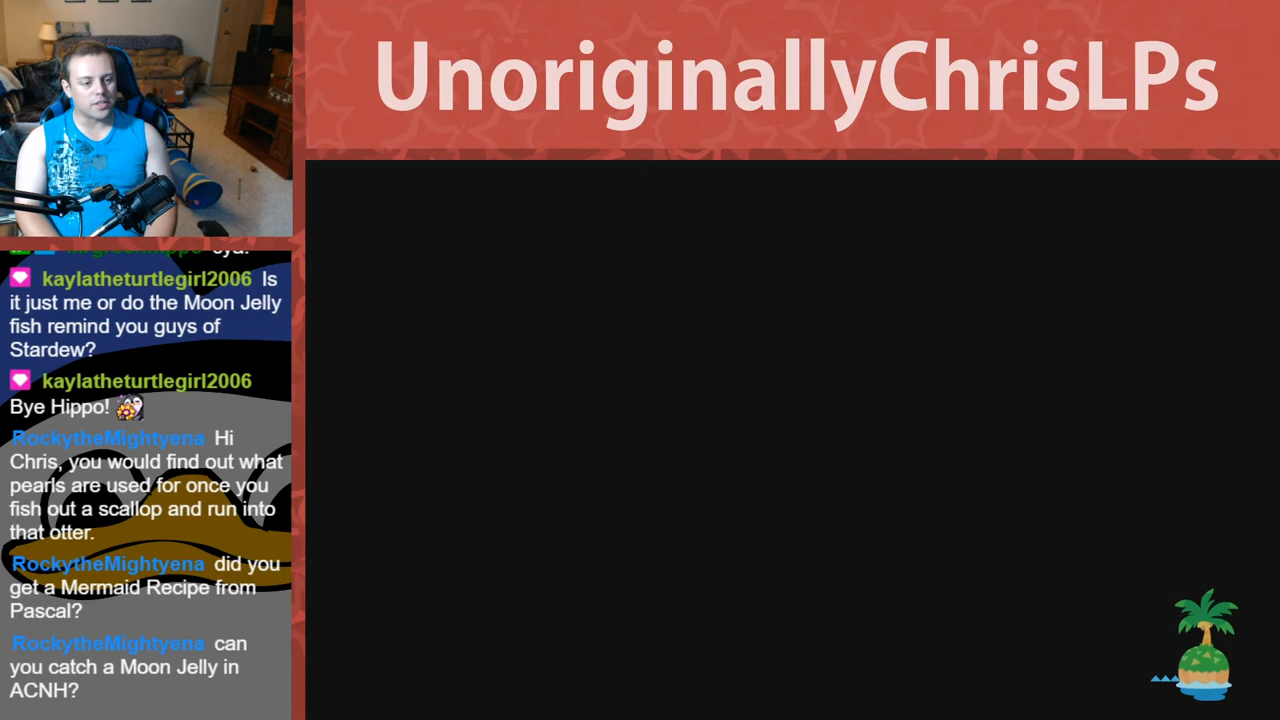 UnoriginallyChrisLPs
kaylatheturtlegirl2006 Is
it just me or do the Moon Jelly
fish remind you guys of
Stardew?
kaylatheturtlegirl2006
Bye Hippo!
RockytheMightyena Hi
Chris, you would find out what
pearls are used for once you
fish out a scallop and run into
that otter.
RockytheMightyena did you
get a Mermaid Recipe from
Pascal?
RockytheMightyena can
you catch a Moon Jelly in
ACNH?